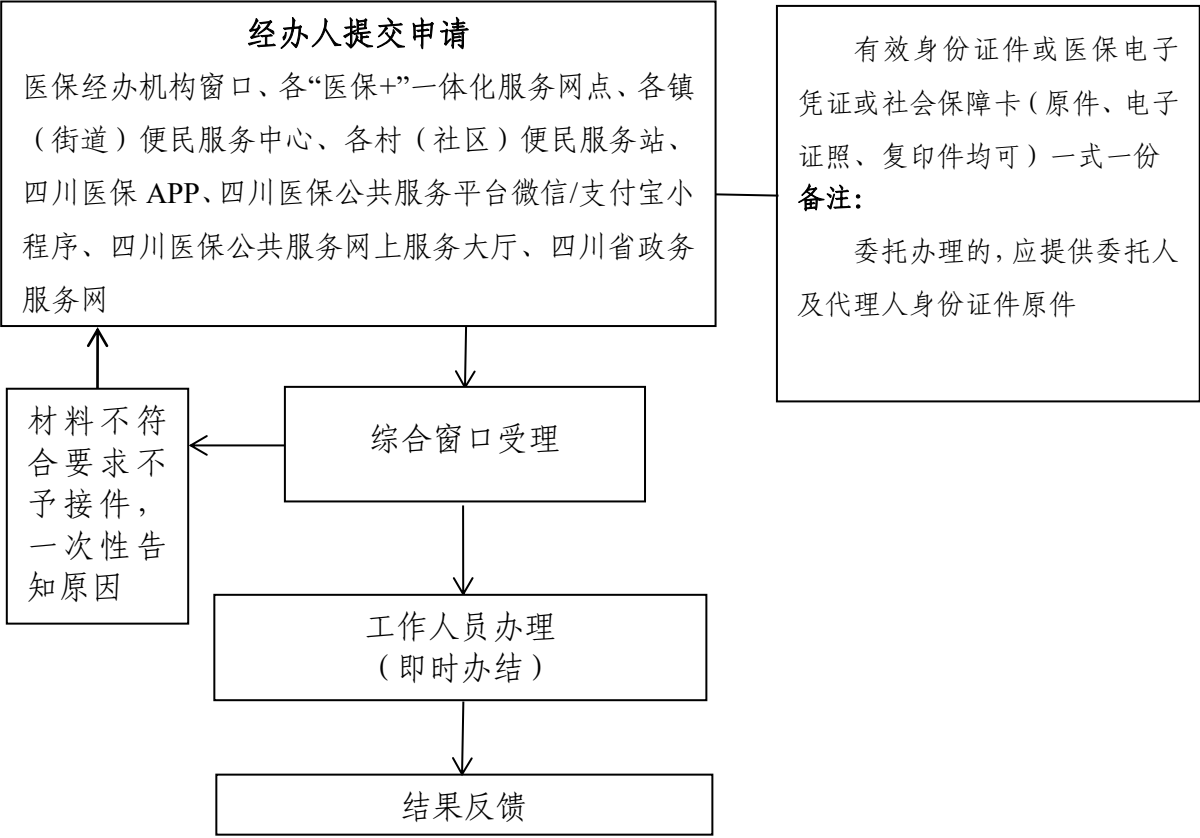 经办人提交申请
医保经办机构窗口、各“医保+”一体化服务网点、各镇
（街道）便民服务中心、各村（社区）便民服务站、
四川医保 APP、四川医保公共服务平台微信/支付宝小
程序、四川医保公共服务网上服务大厅、四川省政务
服务网
有效身份证件或医保电子
凭证或社会保障卡（原件、电子
证照、复印件均可）一式一份
备注：
委托办理的，应提供委托人
及代理人身份证件原件
材料不符
合要求不
予接件，
一次性告
知原因
综合窗口受理
工作人员办理
（即时办结）
结果反馈